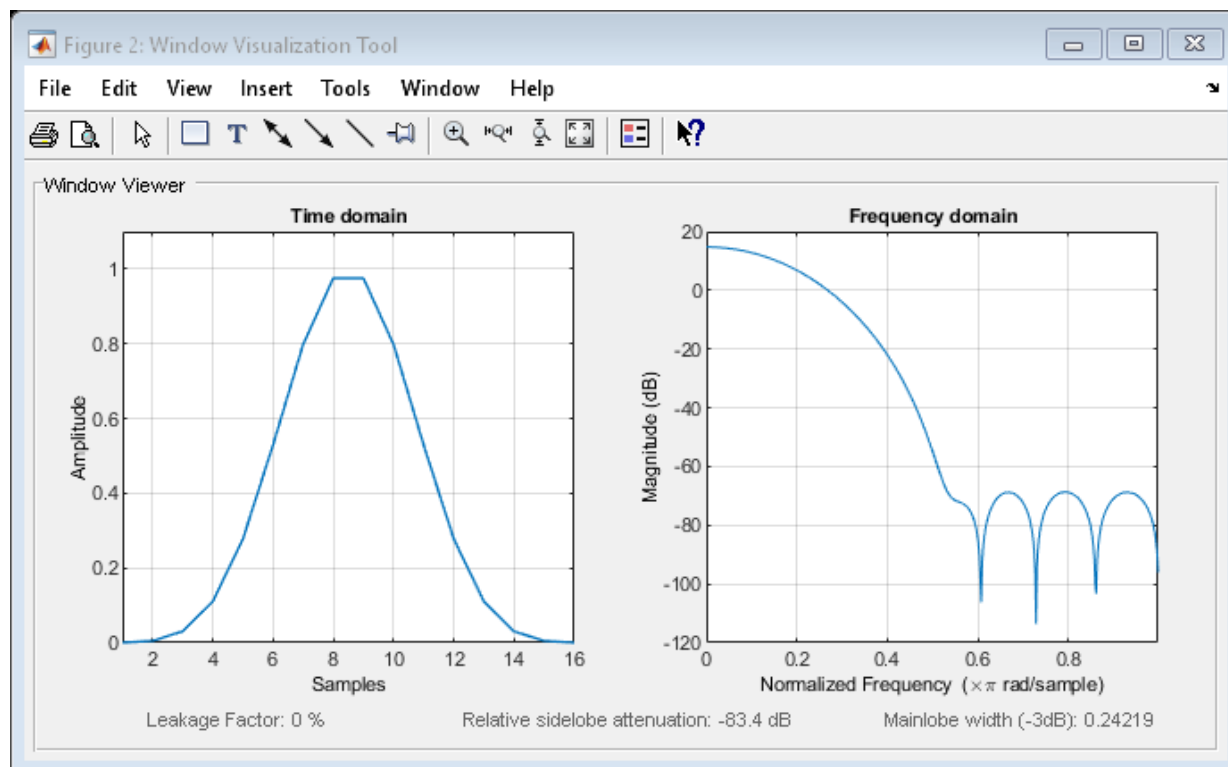 Figure 2: Window Visualization Tool
File Edit View Insert Tools Window Help
Window Viewer
Time domain
1
0.8
0.6
0.4
0.2
0
2 4 6 8 10 12 14 16
Amplitude
Samples
Frequency domain
20
0
-20
-40
-60
-80
-100
-120
0 0.2 0.4 0.6 0.8
Magnitude (dB)
Normalized Frequency (×π rad/sample)
Leakage Factor: 0 %
Relative sidelobe attenuation: -83.4 dB
Mainlobe width (-3dB): 0.24219